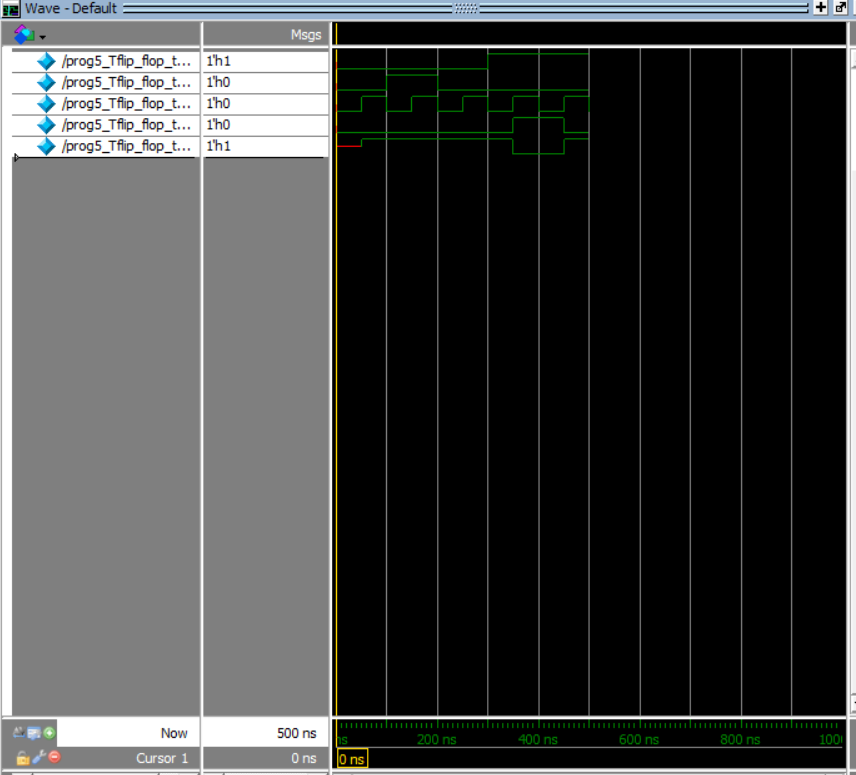 Wave - Default
Msgs
/prog5_Tflip_flop_t... 1'h1
/prog5_Tflip_flop_t... 1'h0
/prog5_Tflip_flop_t... 1'h0
/prog5_Tflip_flop_t... 1'h0
/prog5_Tflip_flop_t... 1'h1
Now 500 ns ns 200 ns 400 ns 600 ns 800 ns 100
Cursor 1 0 ns 0 ns